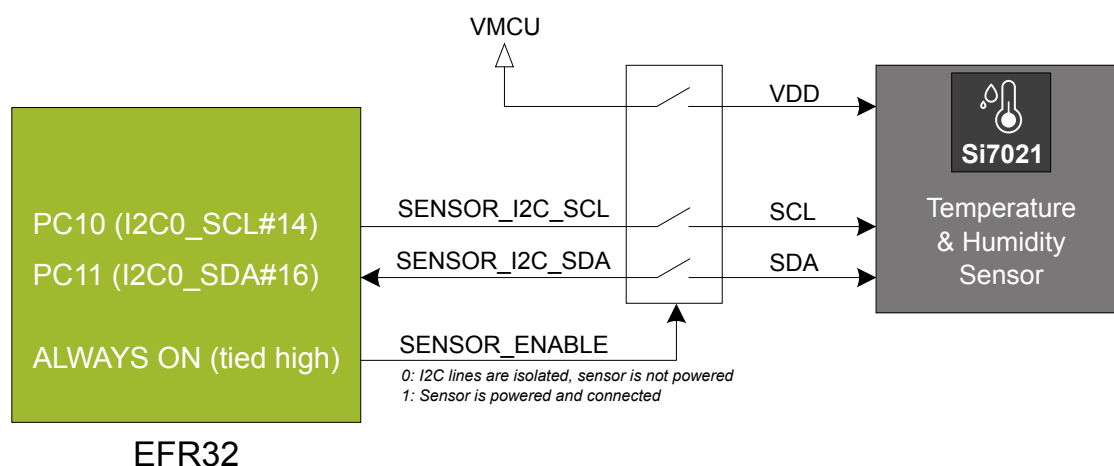 VMCU
VDD
Si7021
PC10 (I2C0_SCL#14)
SENSOR_I2C_SCL
SCL
Temperature
& Humidity
Sensor
PC11 (I2C0_SDA#16)
SENSOR_I2C_SDA
SDA
ALWAYS ON (tied high)
SENSOR_ENABLE
0: I2C lines are isolated, sensor is not powered
1: Sensor is powered and connected
EFR32